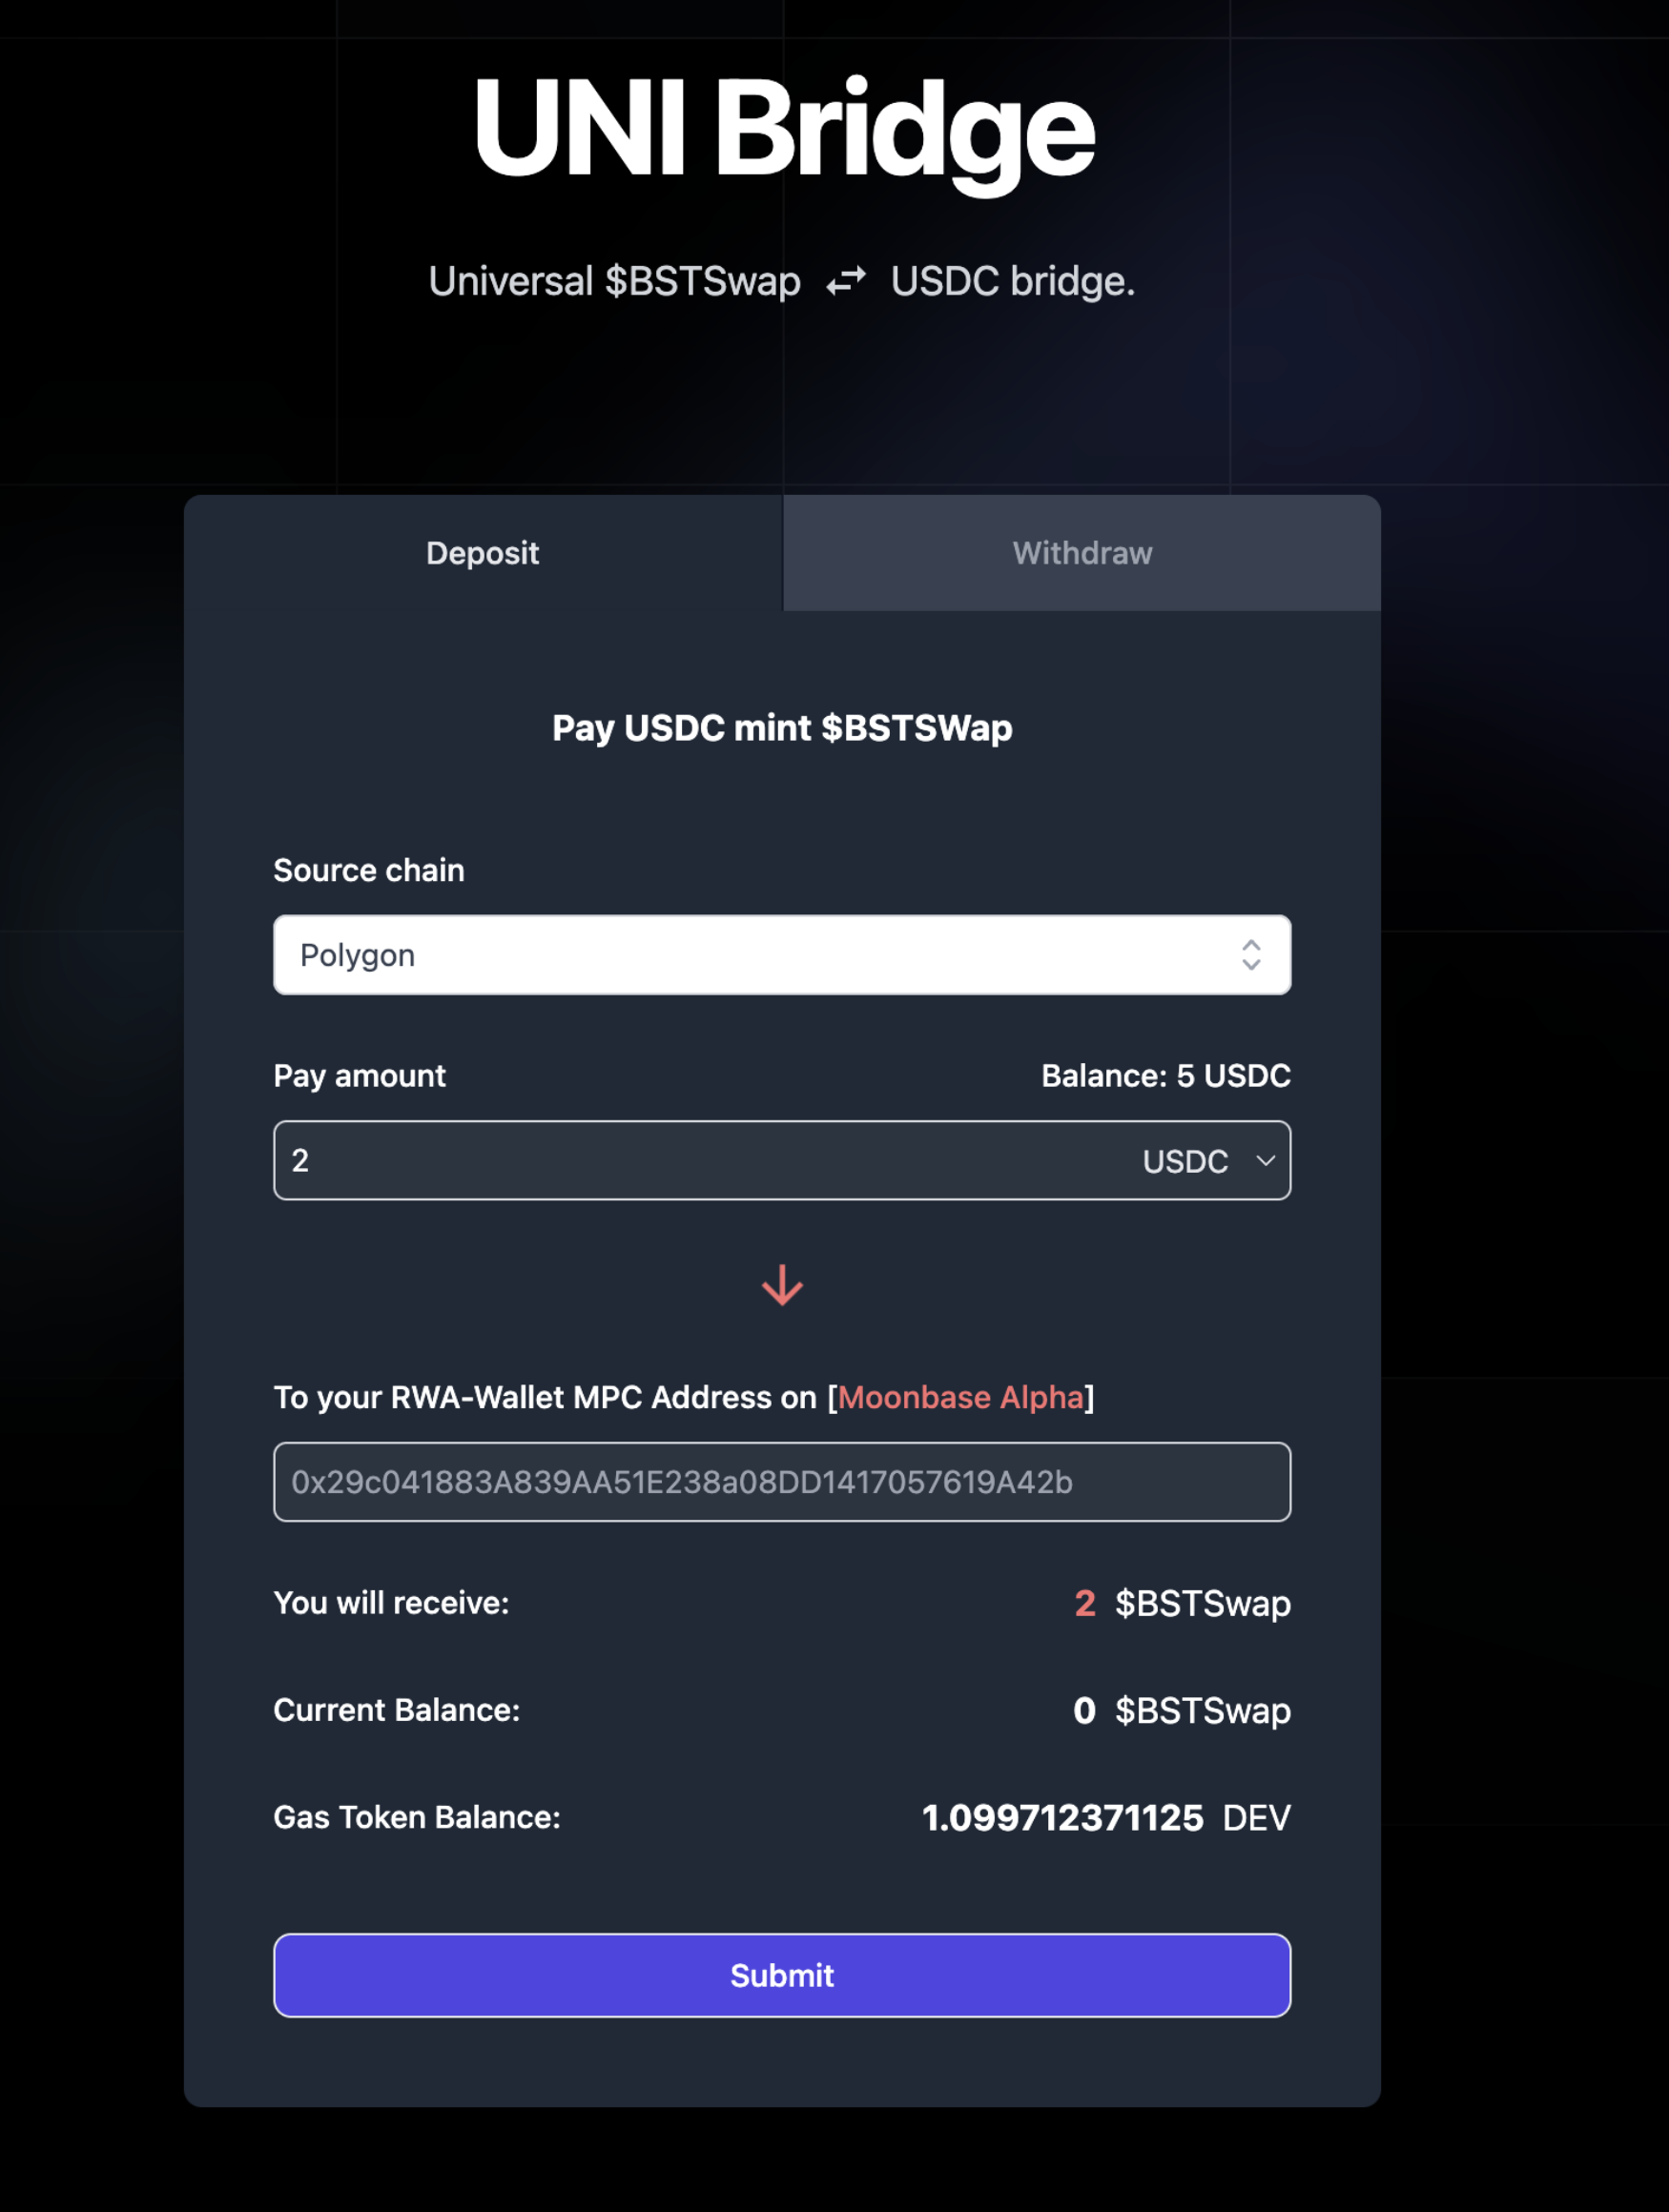 UNI Bridge
Universal $BSTSwap ⇄ USDC bridge.
Deposit
Withdraw
Pay USDC mint $BSTSWap
Source chain
Polygon
Pay amount
Balance: 5 USDC
2
USDC
To your RWA-Wallet MPC Address on [Moonbase Alpha]
0x29c041883A839AA51E238a08DD1417057619A42b
You will receive:
2 $BSTSwap
Current Balance:
0 $BSTSwap
Gas Token Balance:
1.099712371125 DEV
Submit